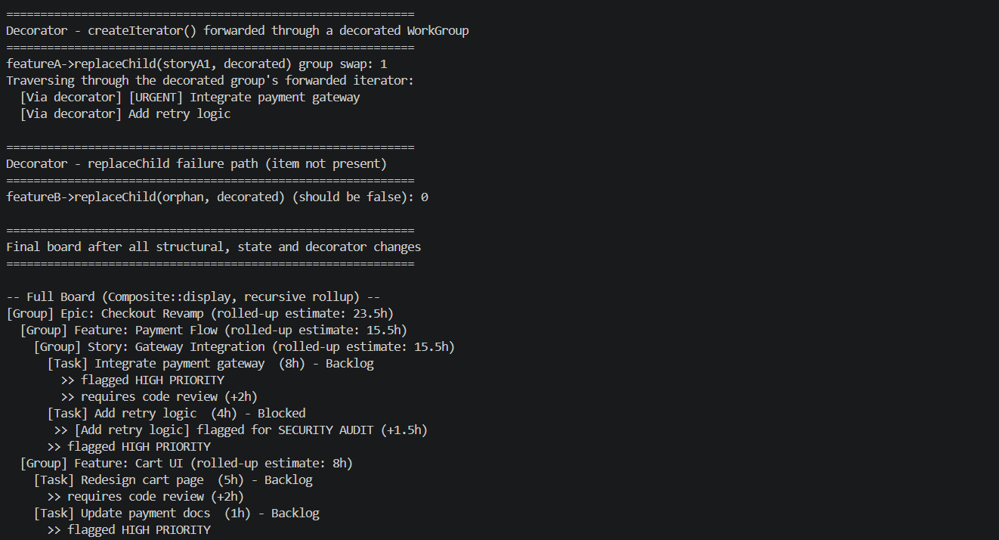 ============================================================
Decorator - createIterator() forwarded through a decorated WorkGroup
============================================================
featureA->replaceChild(storyA1, decorated) group swap: 1
Traversing through the decorated group's forwarded iterator:
  [Via decorator] [URGENT] Integrate payment gateway
  [Via decorator] Add retry logic

============================================================
Decorator - replaceChild failure path (item not present)
============================================================
featureB->replaceChild(orphan, decorated) (should be false): 0

============================================================
Final board after all structural, state and decorator changes
============================================================

-- Full Board (Composite::display, recursive rollup) --
[Group] Epic: Checkout Revamp (rolled-up estimate: 23.5h)
  [Group] Feature: Payment Flow (rolled-up estimate: 15.5h)
    [Group] Story: Gateway Integration (rolled-up estimate: 15.5h)
      [Task] Integrate payment gateway  (8h) - Backlog
        >> flagged HIGH PRIORITY
        >> requires code review (+2h)
      [Task] Add retry logic  (4h) - Blocked
       >> [Add retry logic] flagged for SECURITY AUDIT (+1.5h)
      >> flagged HIGH PRIORITY
  [Group] Feature: Cart UI (rolled-up estimate: 8h)
    [Task] Redesign cart page  (5h) - Backlog
      >> requires code review (+2h)
    [Task] Update payment docs  (1h) - Backlog
      >> flagged HIGH PRIORITY